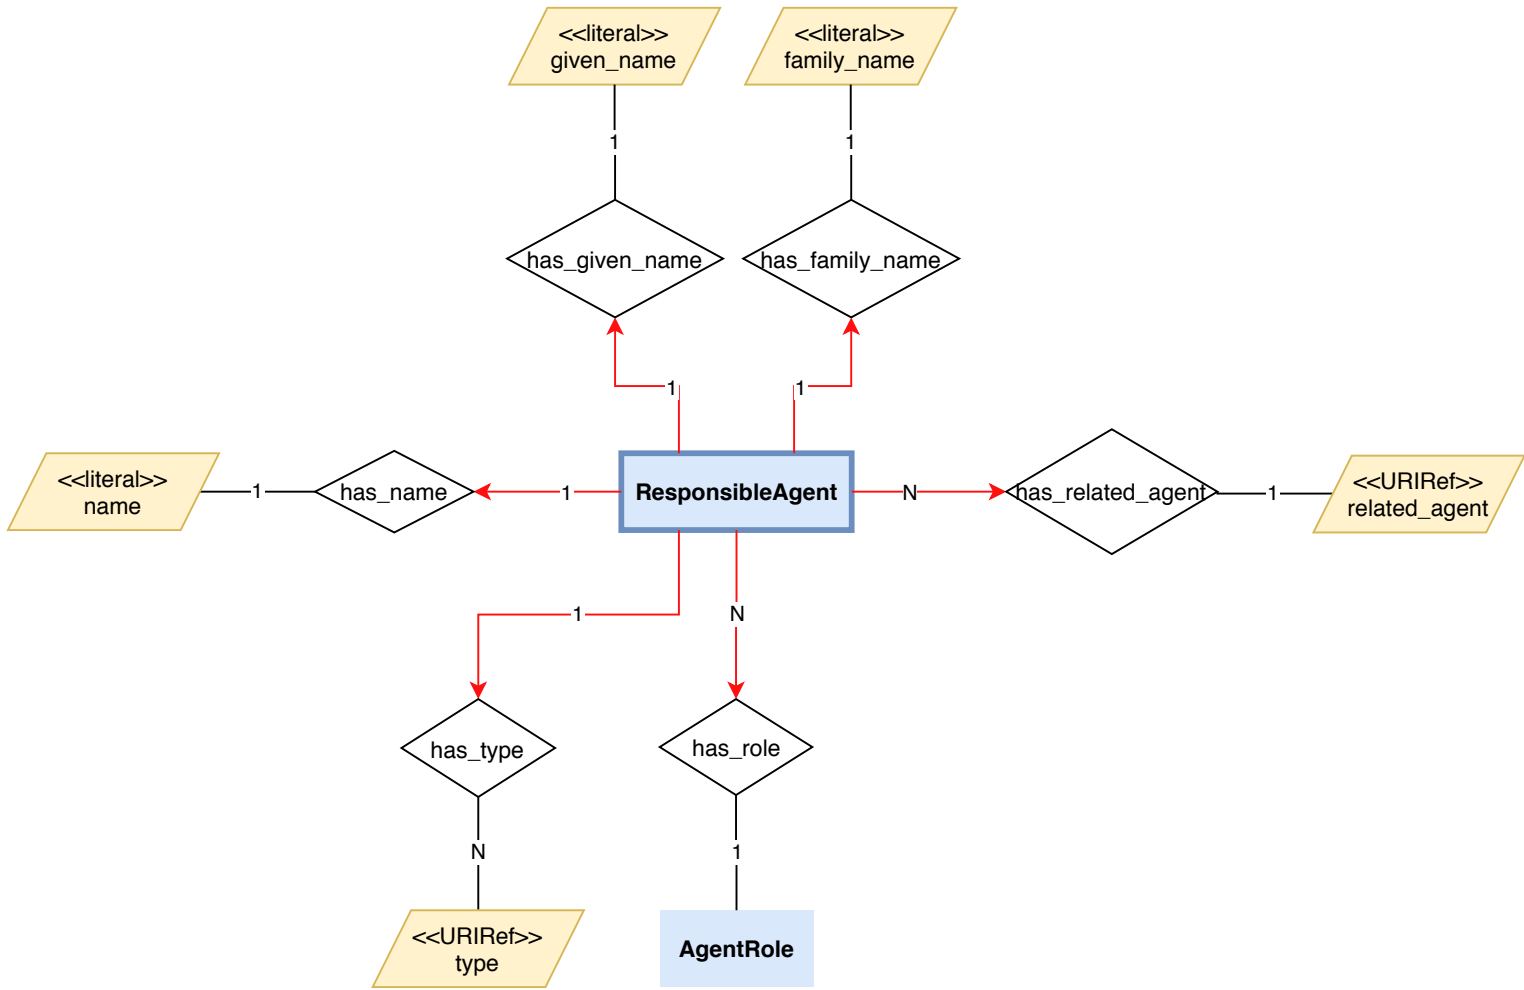 <<literal>>
given_name
<<literal>>
family_name
1
1
has_given_name
has_family_name
1
1
<<literal>>
name
1
has_name
1
ResponsibleAgent
N
has_related_agent
1
<<URIRef>>
related_agent
1
N
has_type
has_role
N
1
<<URIRef>>
type
AgentRole